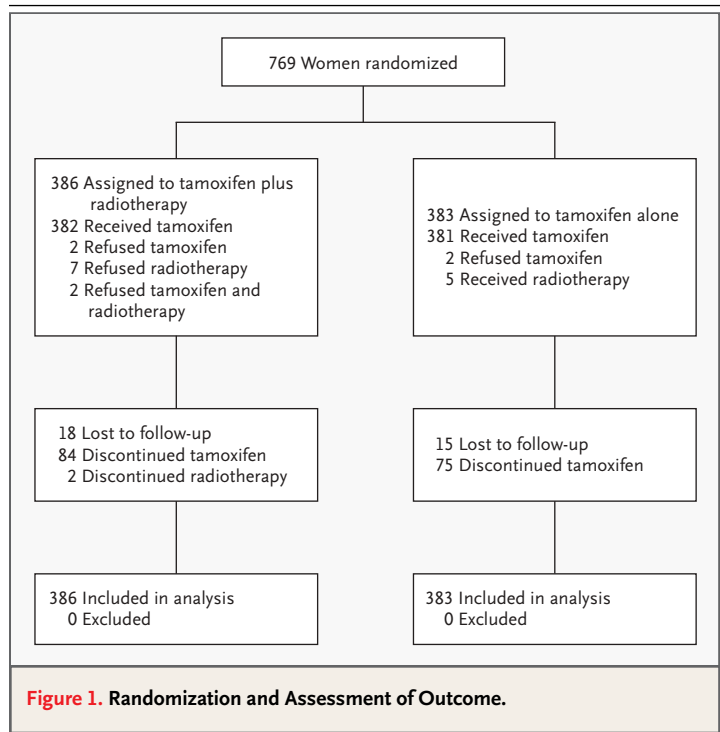 769 Women randomized
386 Assigned to tamoxifen plus
radiotherapy
382 Received tamoxifen
2 Refused tamoxifen
7 Refused radiotherapy
2 Refused tamoxifen and
radiotherapy
383 Assigned to tamoxifen alone
381 Received tamoxifen
2 Refused tamoxifen
5 Received radiotherapy
18 Lost to follow-up
84 Discontinued tamoxifen
2 Discontinued radiotherapy
15 Lost to follow-up
75 Discontinued tamoxifen
386 Included in analysis
0 Excluded
383 Included in analysis
0 Excluded
Figure 1. Randomization and Assessment of Outcome.